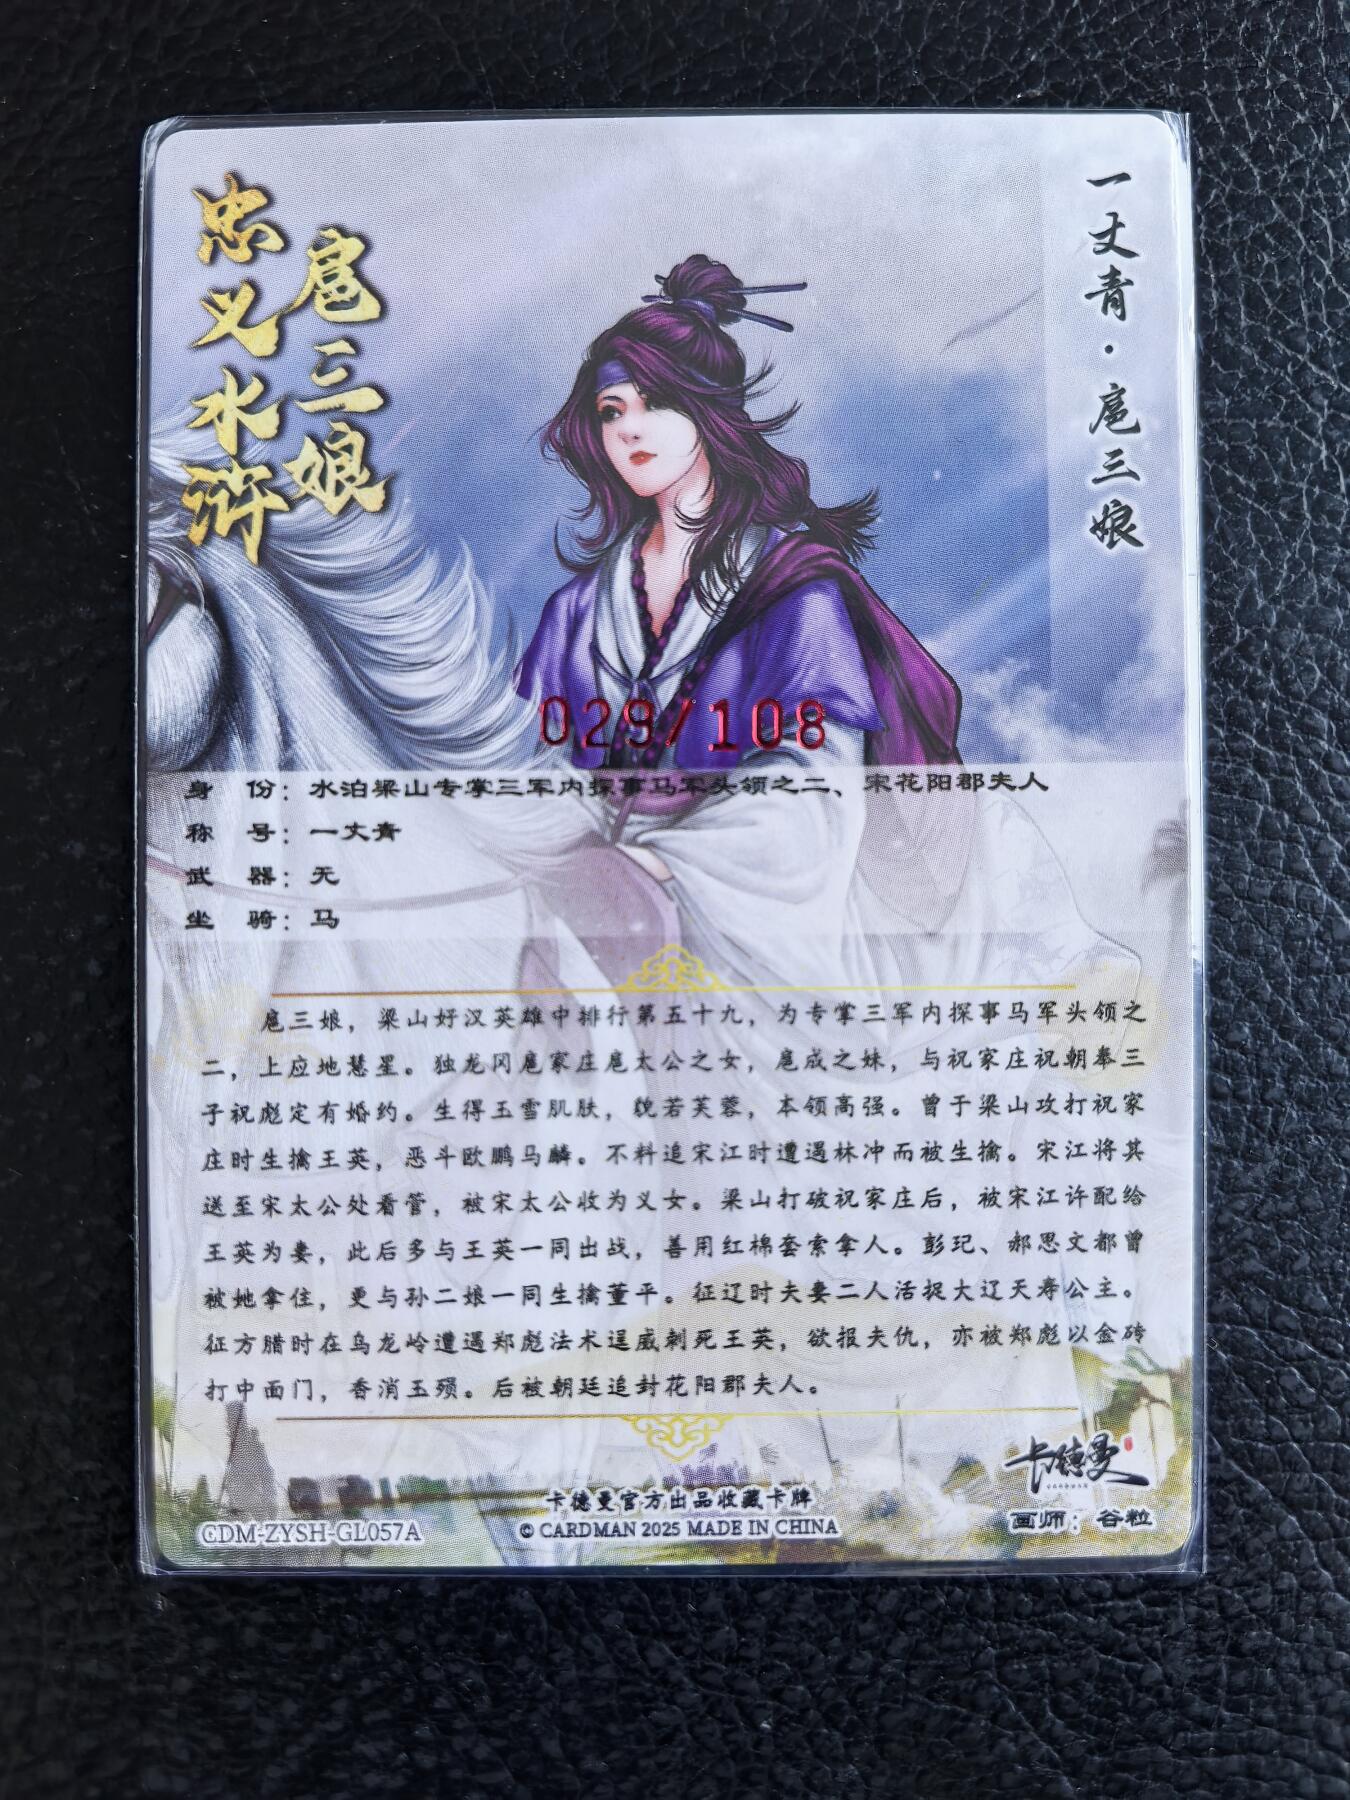 忠义水浒
扈三娘
一丈青·扈三娘
029/108
身 份：水泊梁山专掌三军内探事马军头领之二、宋花阳郡夫人
称 号：一丈青
武 器：无
坐 骑：马
扈三娘，梁山好汉英雄中排行第五十九，为专掌三军内探事马军头领之
二，上应地慧星。独龙冈扈家庄扈太公之女，扈成之妹，与祝家庄祝朝奉三
子祝彪定有婚约。生得玉雪肌肤，貌若芙蓉，本领高强。曾于梁山攻打祝家
庄时生擒王英，恶斗欧鹏马麟。不料追宋江时遭遇林冲而被生擒。宋江将其
送至宋太公处看管，被宋太公收为义女。梁山打破祝家庄后，被宋江许配给
王英为妻，此后多与王英一同出战，善用红棉套索拿人。彭玘、郝思文都曾
被她拿住，更与孙二娘一同生擒董平。征辽时夫妻二人活捉大辽天寿公主。
征方腊时在乌龙岭遭遇郑彪法术逞威刺死王英，欲报夫仇，亦被郑彪以金砖
打中面门，香消玉殒。后被朝廷追封花阳郡夫人。
卡德曼
CARDMAN
卡德曼官方出品收藏卡牌
CDM-ZYSH-GL057A
© CARDMAN 2025 MADE IN CHINA
画师：谷粒